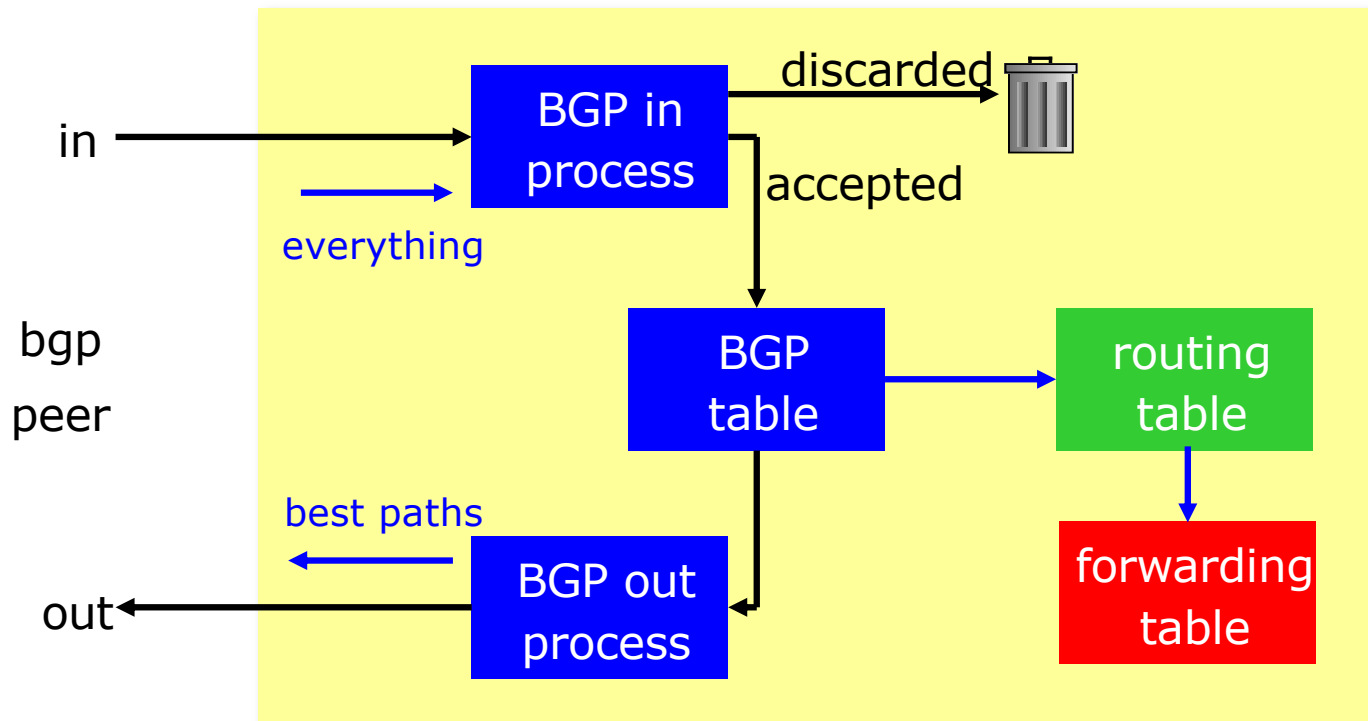 discarded
BGP in
process
in
accepted
everything
bgp
peer
BGP
table
routing
table
best paths
BGP out
process
out
forwarding
table